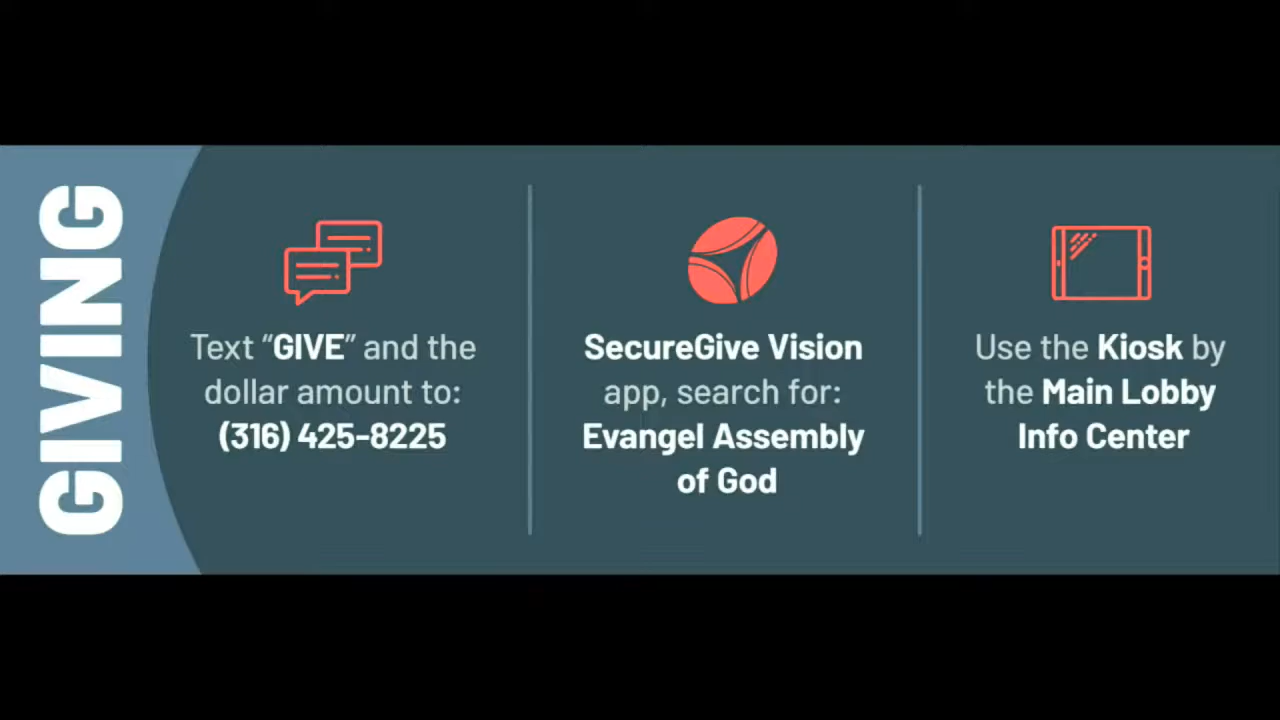 GIVING
Text “GIVE” and the
dollar amount to:
(316) 425-8225
SecureGive Vision
app, search for:
Evangel Assembly
of God
Use the Kiosk by
the Main Lobby
Info Center